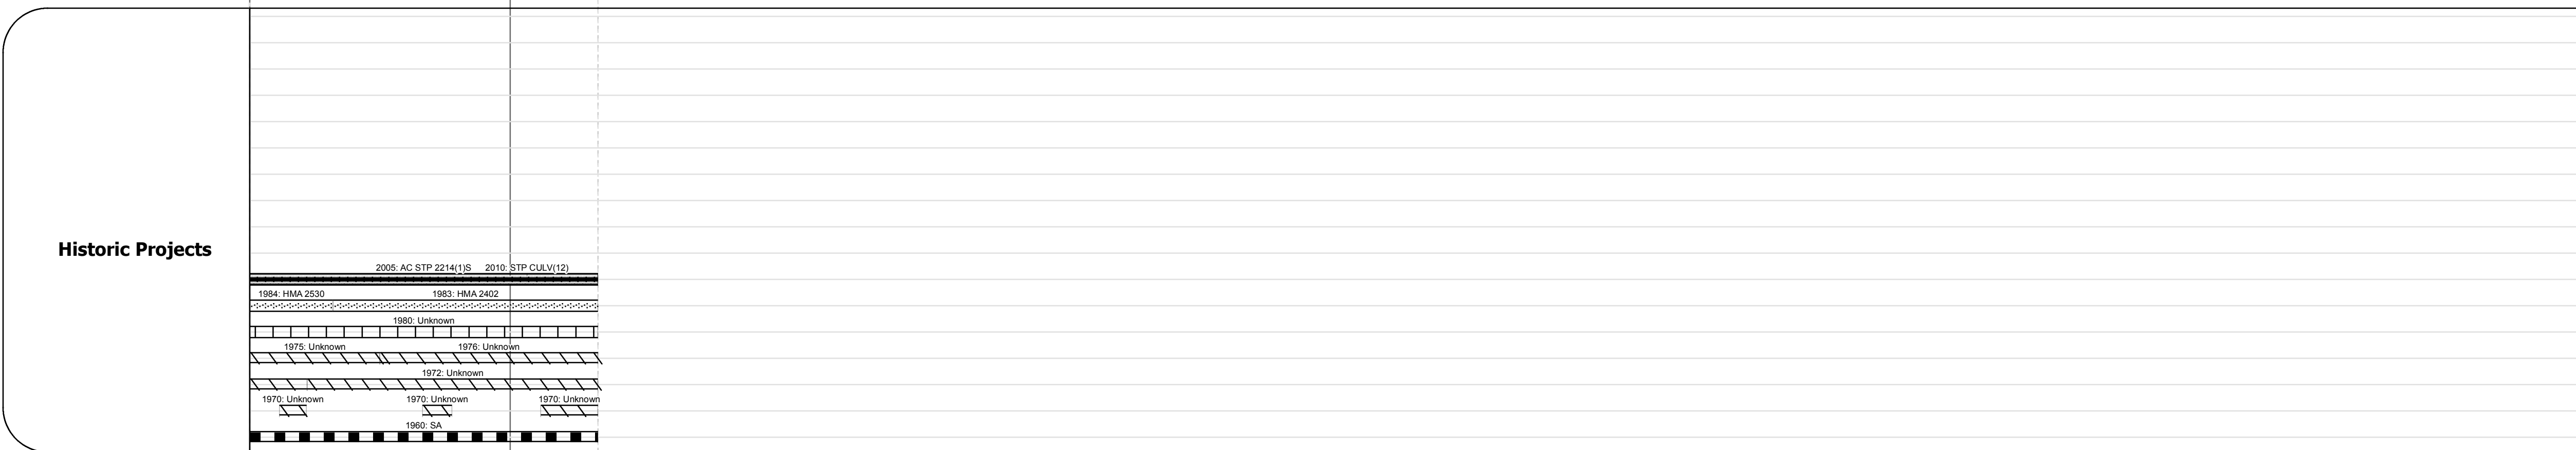 Historic Projects
2005: AC STP 2214(1)S 2010: STP CULV(12)
1984: HMA 2530 1983: HMA 2402
1980: Unknown
1975: Unknown 1976: Unknown
1972: Unknown
1970: Unknown 1970: Unknown 1970: Unknown
1960: SA